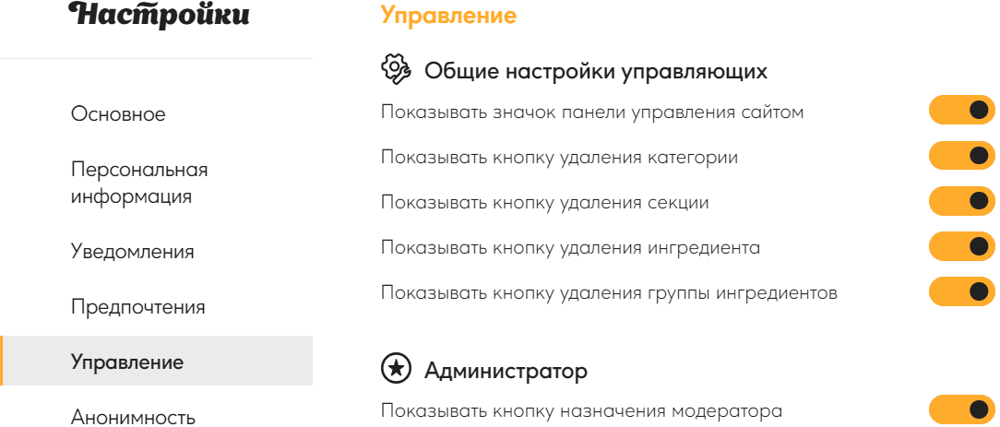 Настройки
Основное
Персональная
информация
Уведомления
Предпочтения
Управление
Анонимность
Управление
Общие настройки управляющих
Показывать значок панели управления сайтом
Показывать кнопку удаления категории
Показывать кнопку удаления секции
Показывать кнопку удаления ингредиента
Показывать кнопку удаления группы ингредиентов
Администратор
Показывать кнопку назначения модератора